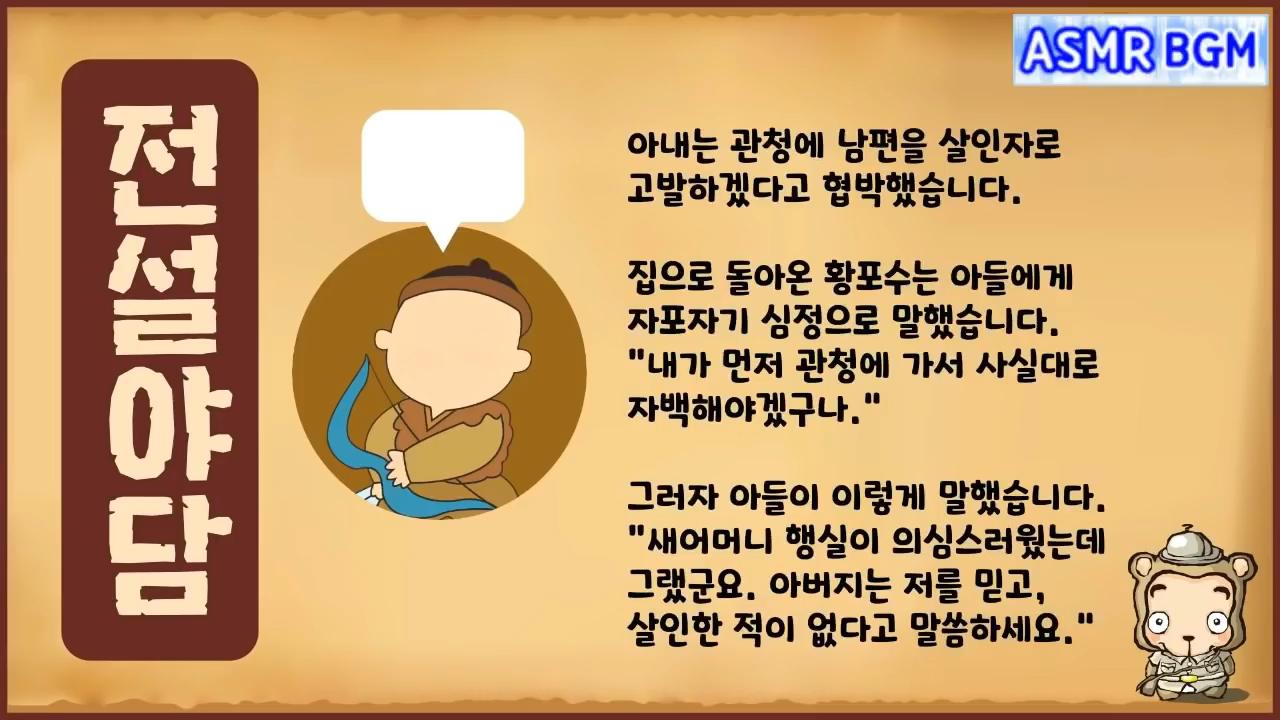 ASMR BGM
전설야담
아내는 관청에 남편을 살인자로
고발하겠다고 협박했습니다.
집으로 돌아온 황포수는 아들에게
자포자기 심정으로 말했습니다.
"내가 먼저 관청에 가서 사실대로
자백해야겠구나."
그러자 아들이 이렇게 말했습니다.
"새어머니 행실이 의심스러웠는데
그랬군요. 아버지는 저를 믿고,
살인한 적이 없다고 말씀하세요."